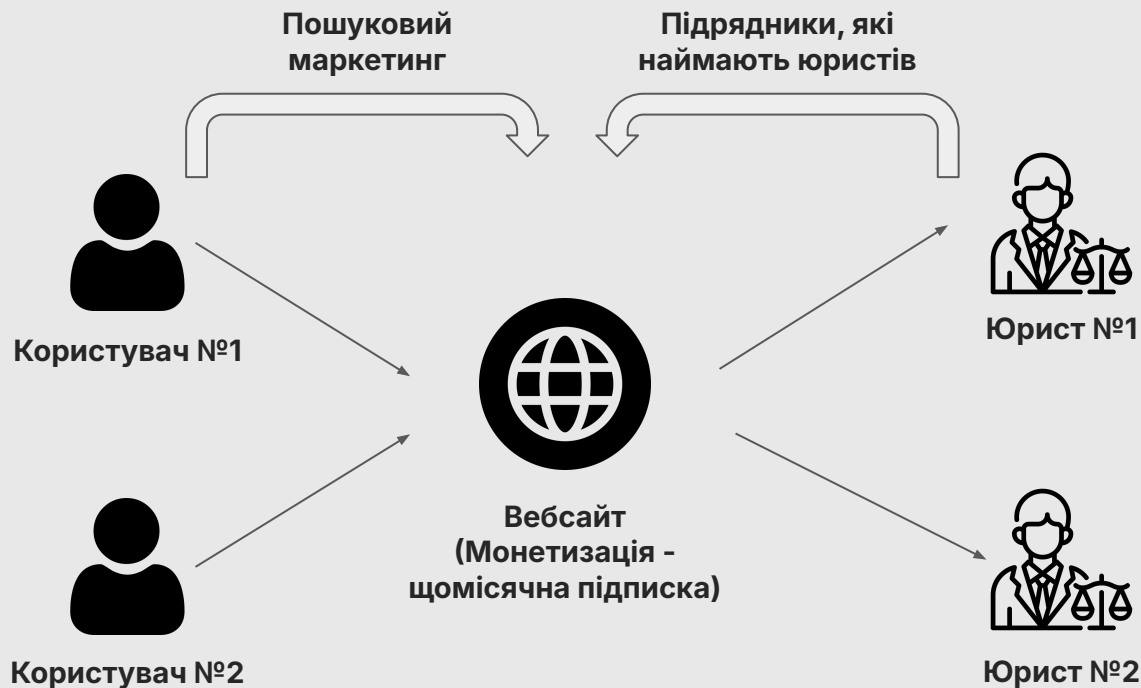 Пошуковий
маркетинг
Підрядники, які
наймають юристів
Користувач №1
Юрист №1
Вебсайт
(Монетизація -
щомісячна підписка)
Користувач №2
Юрист №2